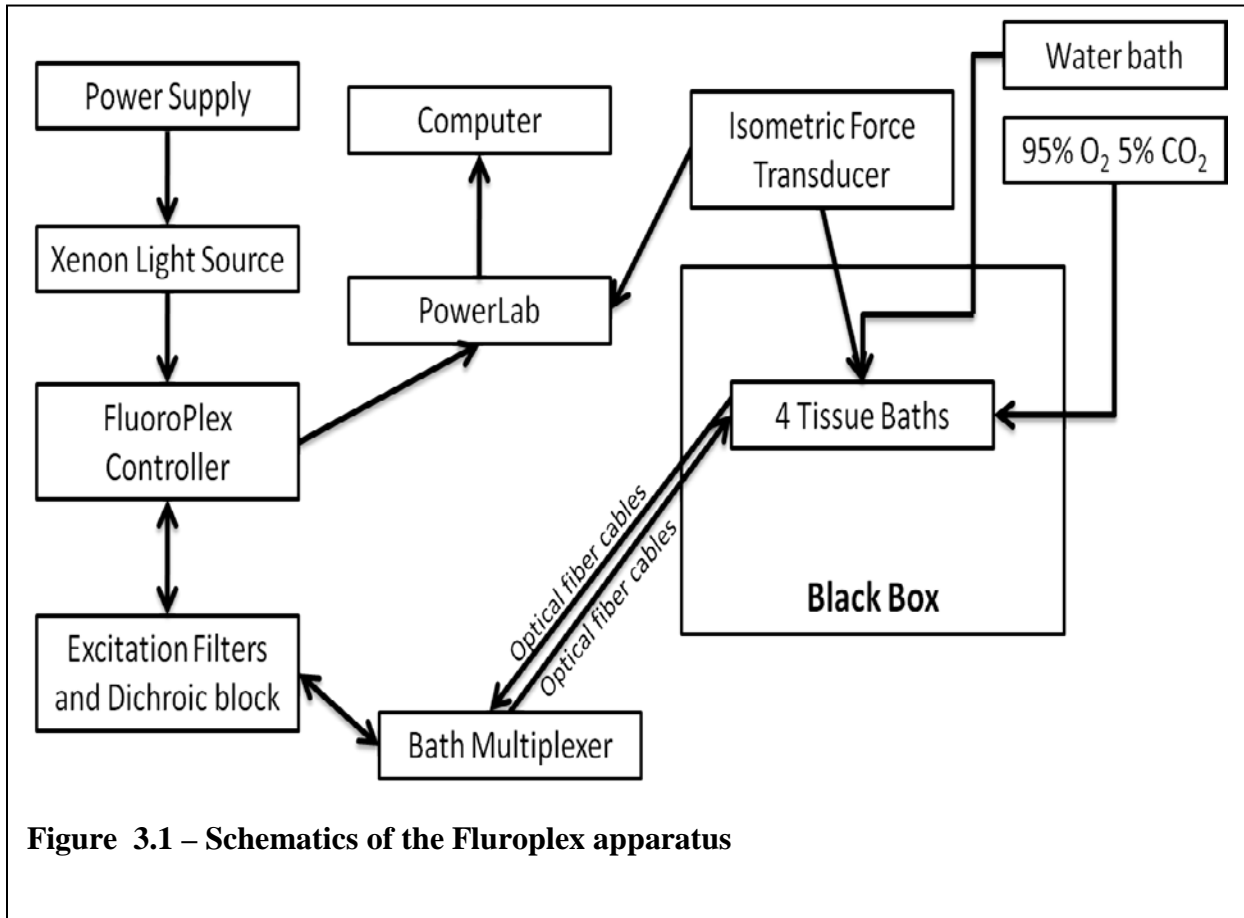 Power Supply
Xenon Light Source
FluoroPlex
Controller
Excitation Filters
and Dichroic block
Computer
PowerLab
Bath Multiplexer
Isometric Force
Transducer
Water bath
95% O₂ 5% CO₂
4 Tissue Baths
Black Box
Optical fiber cables
Optical fiber cables
Figure 3.1 – Schematics of the Fluroplex apparatus